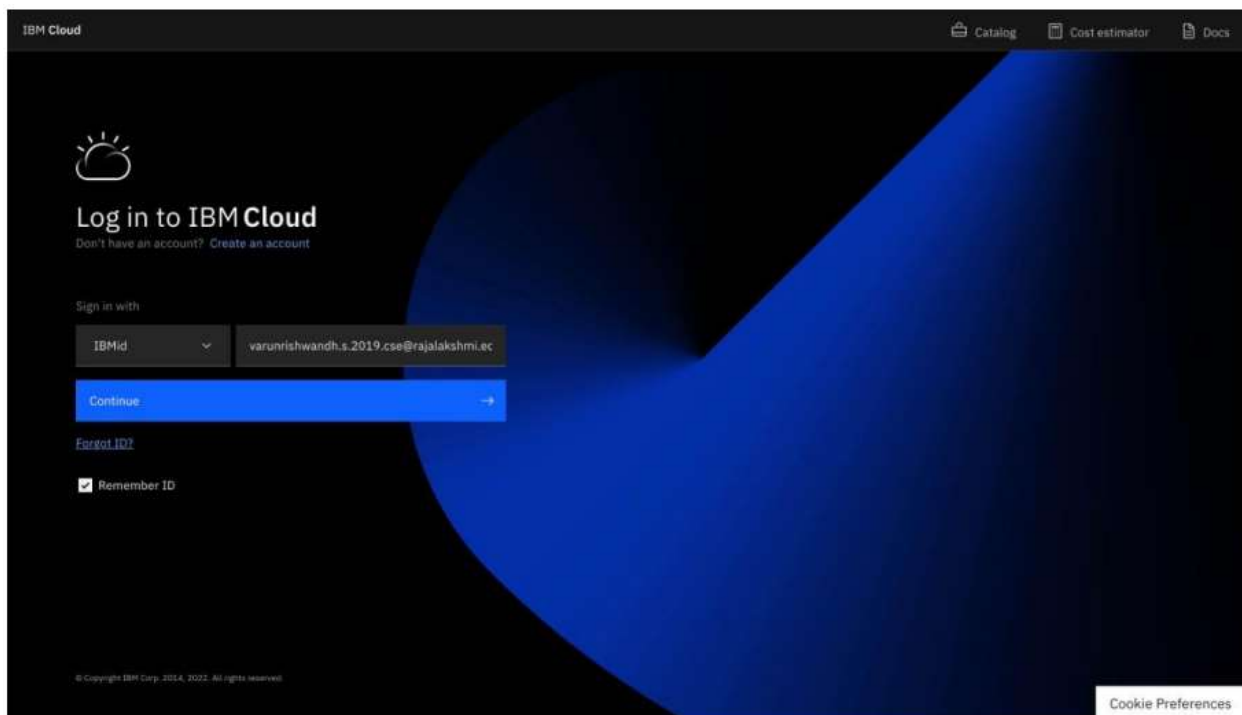 IBM Cloud
Catalog
Cost estimator
Docs
Log in to IBM Cloud
Don't have an account? Create an account
Sign in with
IBMid
varunrishwandh.s.2019.cse@rajalakshmi.ec
Continue
Forgot ID?
Remember ID
© Copyright IBM Corp. 2014, 2022. All rights reserved.
Cookie Preferences